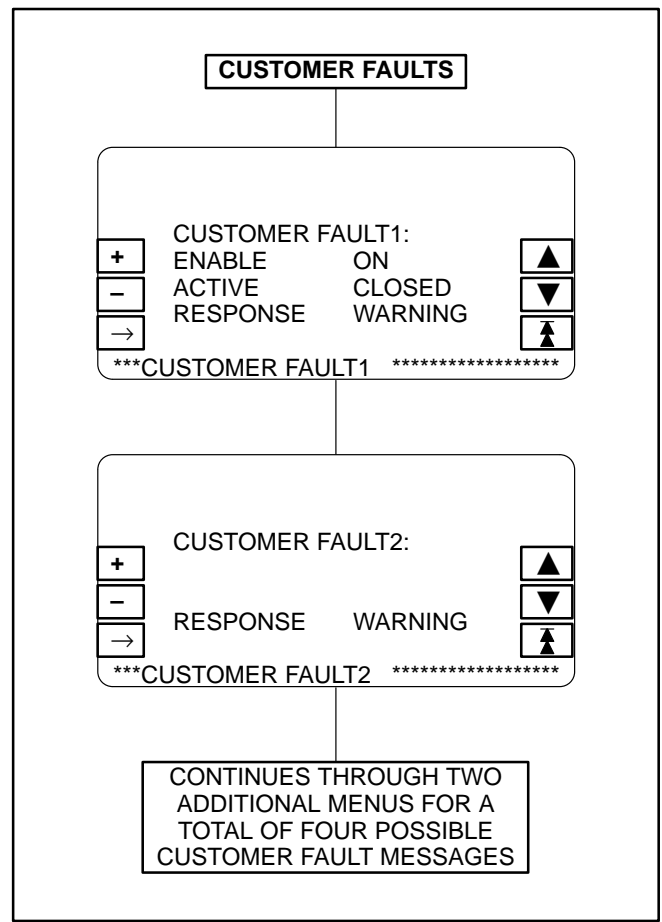 CUSTOMER FAULTS
CUSTOMER FAULT1:
+ ENABLE ON ▲
– ACTIVE CLOSED ▼
→ RESPONSE WARNING
***CUSTOMER FAULT1 ******************
CUSTOMER FAULT2:
+ ▲
– ▼
→ RESPONSE WARNING
***CUSTOMER FAULT2 ******************
CONTINUES THROUGH TWO
ADDITIONAL MENUS FOR A
TOTAL OF FOUR POSSIBLE
CUSTOMER FAULT MESSAGES